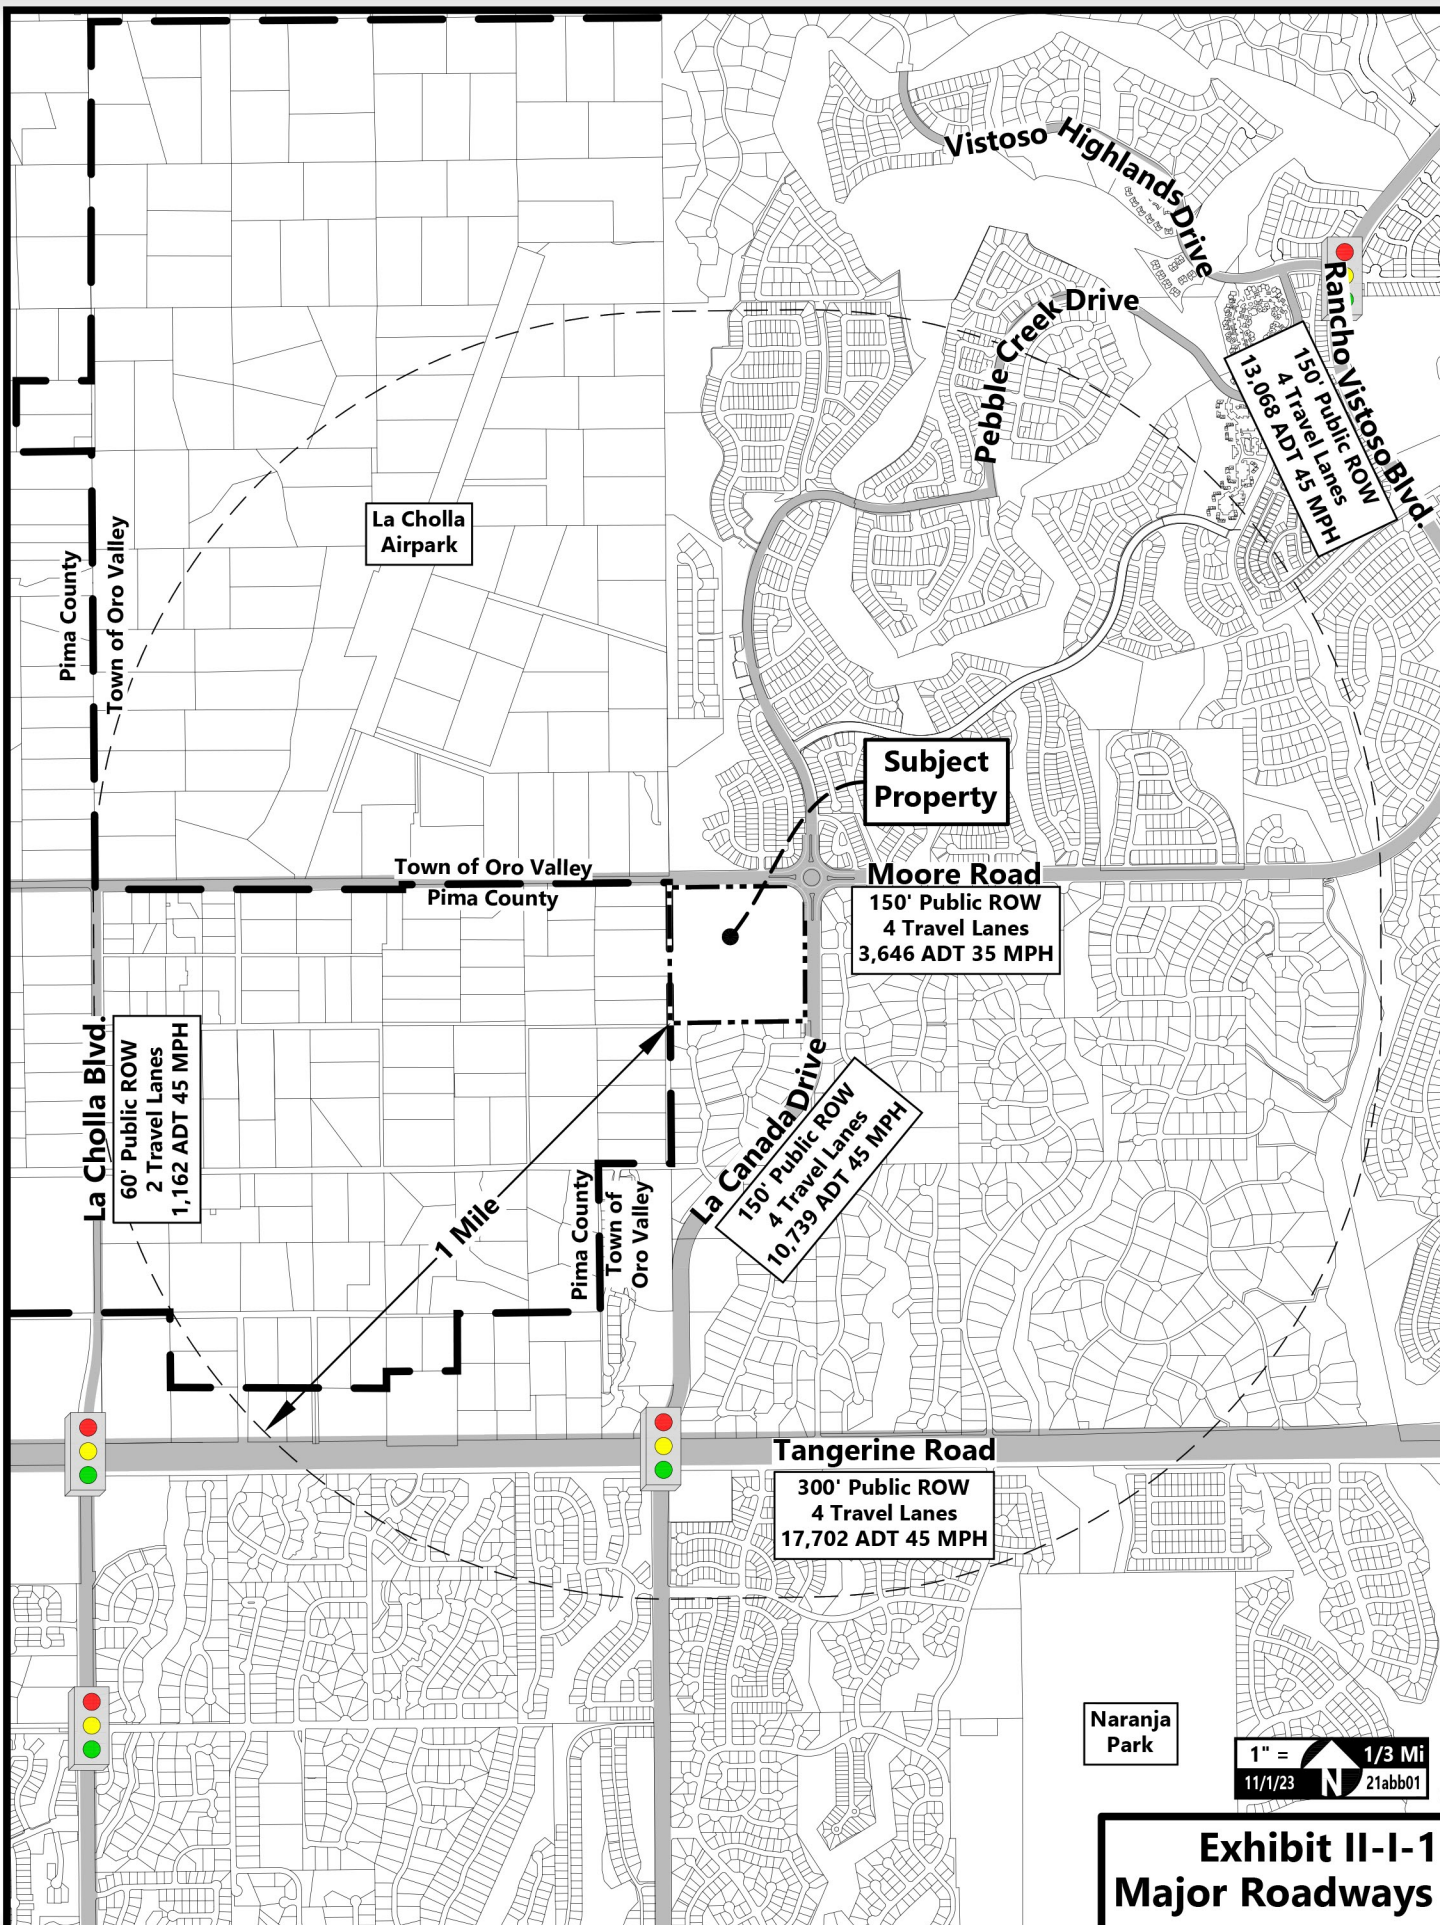 Vistoso Highlands Drive
Pebble Creek Drive
Rancho Vistoso Blvd.
150' Public ROW
4 Travel Lanes
13,068 ADT 45 MPH
La Cholla
Airpark
Pima County
Town of Oro Valley
Subject
Property
Town of Oro Valley
Pima County
Moore Road
150' Public ROW
4 Travel Lanes
3,646 ADT 35 MPH
La Cholla Blvd.
60' Public ROW
2 Travel Lanes
1,162 ADT 45 MPH
La Canada Drive
150' Public ROW
4 Travel Lanes
10,739 ADT 45 MPH
1 Mile
Pima County
Town of
Oro Valley
Tangerine Road
300' Public ROW
4 Travel Lanes
17,702 ADT 45 MPH
Naranja
Park
1" = 1/3 Mi
11/1/23 N 21abb01
Exhibit II-I-1
Major Roadways